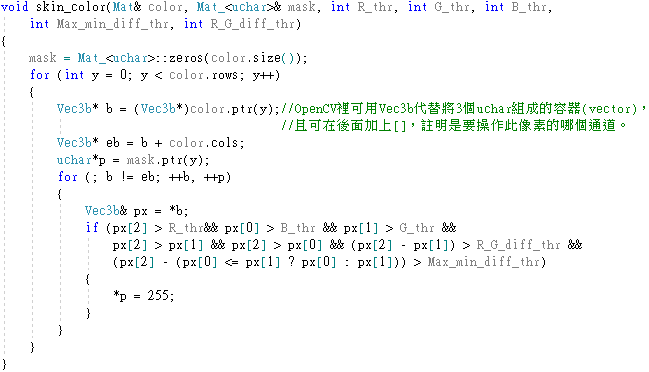 void skin_color(Mat& color, Mat_<uchar>& mask, int R_thr, int G_thr, int B_thr,
    int Max_min_diff_thr, int R_G_diff_thr)
{
    mask = Mat_<uchar>::zeros(color.size());
    for (int y = 0; y < color.rows; y++)
    {
        Vec3b* b = (Vec3b*)color.ptr(y);//OpenCV裡可用Vec3b代替將3個uchar組成的容器(vector),
                                        //且可在後面加上[],註明是要操作此像素的哪個通道。
        Vec3b* eb = b + color.cols;
        uchar*p = mask.ptr(y);
        for (; b != eb; ++b, ++p)
        {
            Vec3b& px = *b;
            if (px[2] > R_thr&& px[0] > B_thr && px[1] > G_thr &&
                px[2] > px[1] && px[2] > px[0] && (px[2] - px[1]) > R_G_diff_thr &&
                (px[2] - (px[0] <= px[1] ? px[0] : px[1])) > Max_min_diff_thr)
            {
                *p = 255;
            }
        }
    }
}